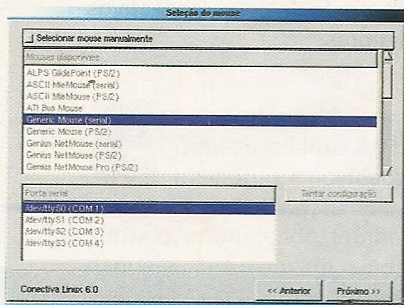 Seleção do mouse
Selecionar mouse manualmente
Mouses disponíveis
ALPS GlidePoint (PS/2)
ASCII MieMouse (serial)
ASCII MieMouse (PS/2)
ATI Bus Mouse
Generic Mouse (serial)
Generic Mouse (PS/2)
Genius NetMouse (serial)
Genius NetMouse (PS/2)
Genius NetMouse Pro (PS/2)
Porta serial
Tentar configuração
/dev/ttyS0 (COM 1)
/dev/ttyS1 (COM 2)
/dev/ttyS2 (COM 3)
/dev/ttyS3 (COM 4)
Conectiva Linux 6.0
<< Anterior
Próximo >>